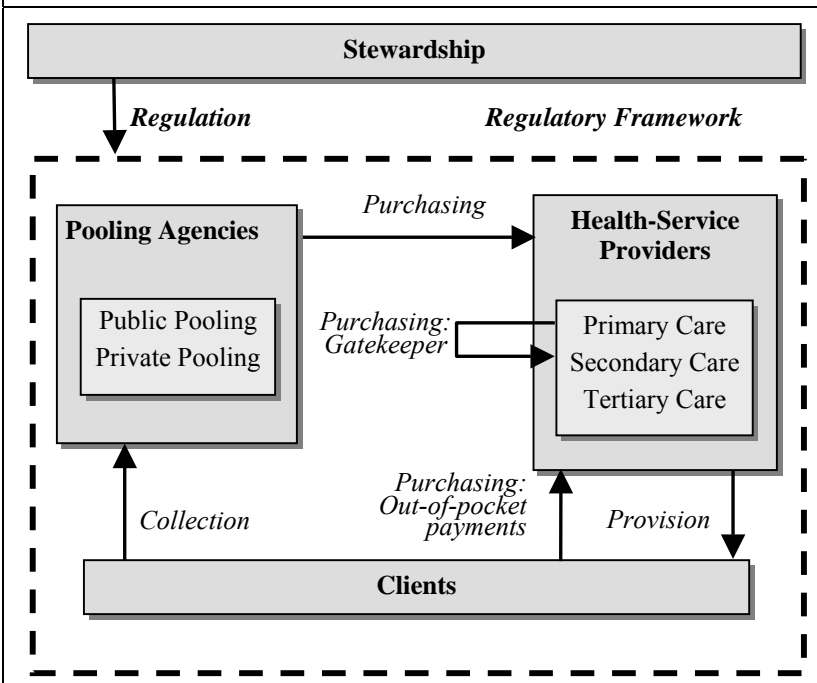 Stewardship
Regulation
Regulatory Framework
Pooling Agencies
Public Pooling
Private Pooling
Purchasing
Health-Service
Providers
Purchasing:
Gatekeeper
Primary Care
Secondary Care
Tertiary Care
Collection
Purchasing:
Out-of-pocket
payments
Provision
Clients